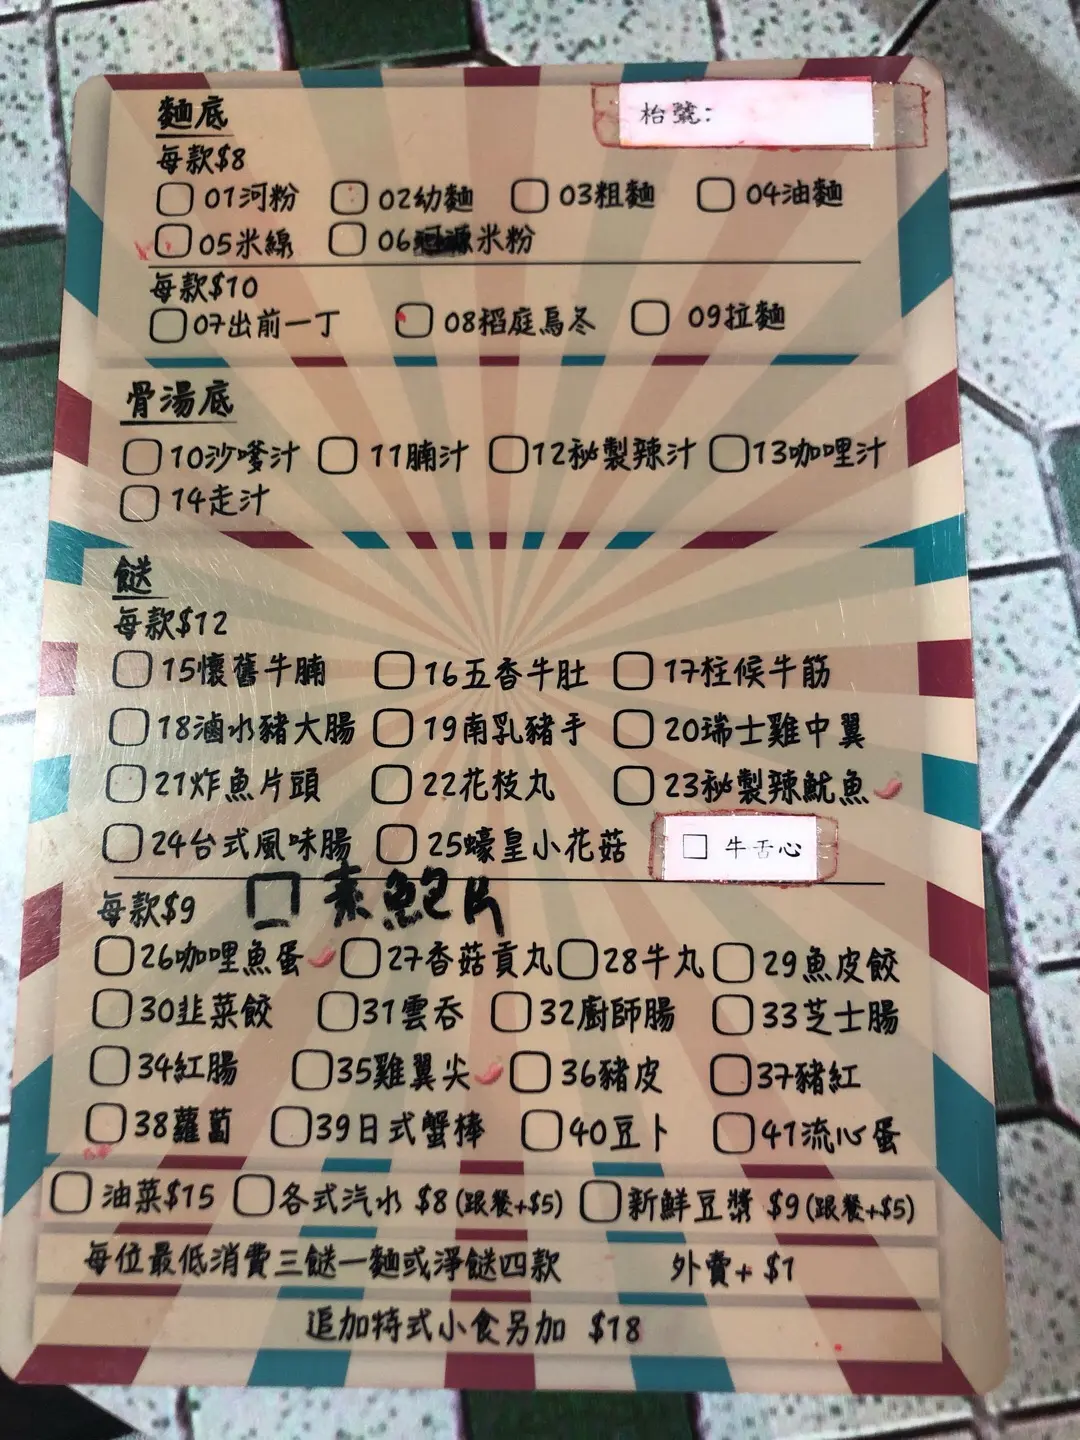 麵底
枱號:
每款$8
01河粉 02幼麵 03粗麵 04油麵
05米線 06米粉
每款$10
07出前一丁 08稻庭烏冬 09拉麵
骨湯底
10沙嗲汁 11腩汁 12秘製辣汁 13咖哩汁
14走汁
餸
每款$12
15懷舊牛腩 16五香牛肚 17柱候牛筋
18滷水豬大腸 19南乳豬手 20瑞士雞中翼
21炸魚片頭 22花枝丸 23秘製辣魷魚
24台式風味腸 25蠔皇小花菇 牛舌心
每款$9 素鮑片
26咖哩魚蛋 27香菇貢丸 28牛丸 29魚皮餃
30韭菜餃 31雲吞 32廚師腸 33芝士腸
34紅腸 35雞翼尖 36豬皮 37豬紅
38蘿蔔 39日式蟹棒 40豆卜 41流心蛋
油菜$15 各式汽水 $8(跟餐+$5) 新鮮豆漿 $9(跟餐+$5)
每位最低消費三餸一麵或淨餸四款 外賣+ $1
追加特式小食另加 $18